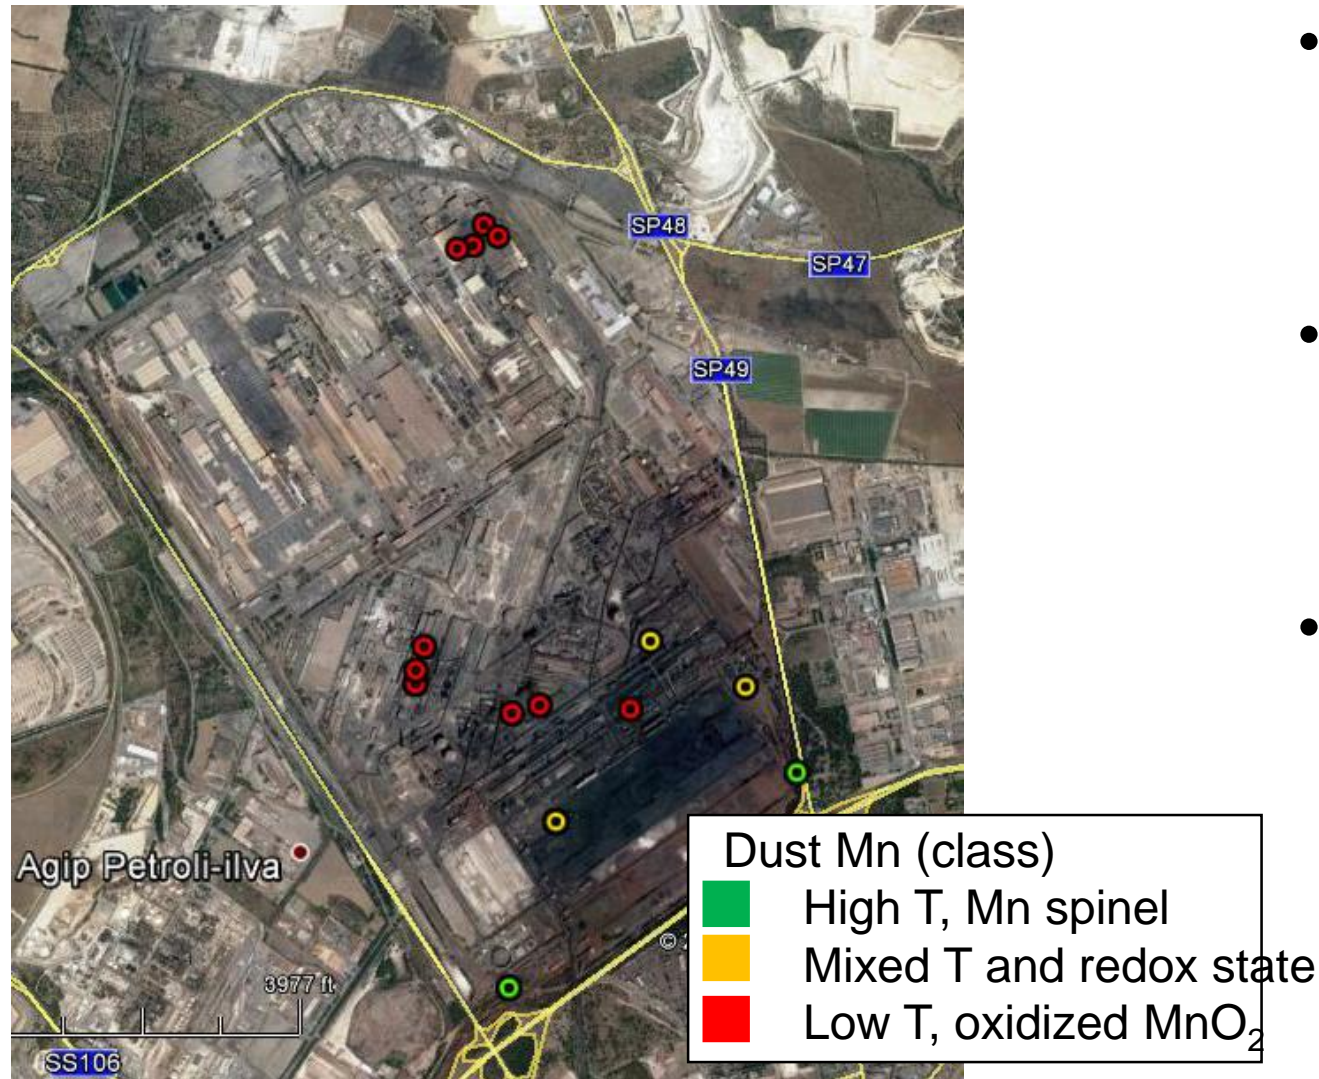 SP48
SP47
SP49
Agip Petroli-ilva
3977 ft
SS106
©
Dust Mn (class)
High T, Mn spinel
Mixed T and redox state
Low T, oxidized MnO₂